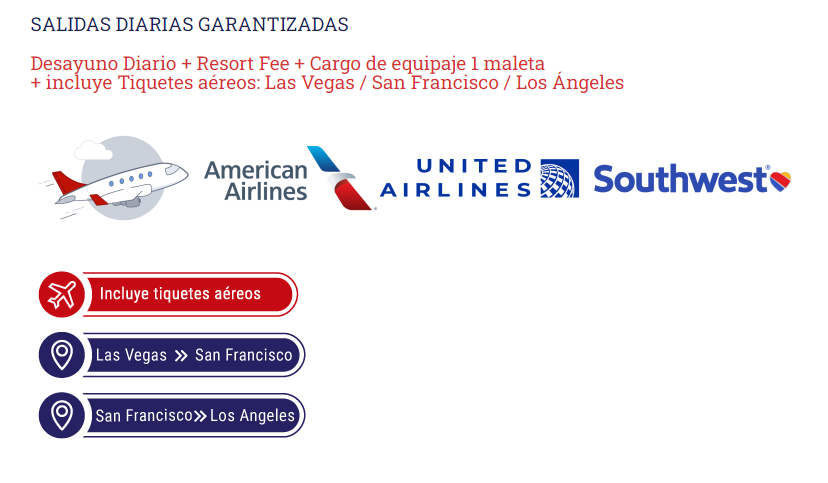 SALIDAS DIARIAS GARANTIZADAS
Desayuno Diario + Resort Fee + Cargo de equipaje 1 maleta
+ incluye Tiquetes aéreos: Las Vegas / San Francisco / Los Ángeles
American
Airlines
UNITED
AIRLINES
Southwest®
Incluye tiquetes aéreos
Las Vegas » San Francisco
San Francisco » Los Angeles